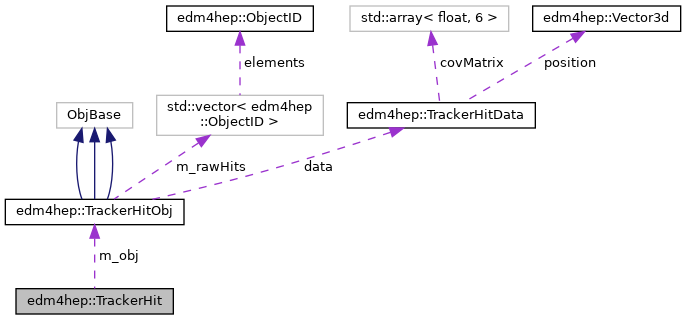 edm4hep::ObjectID
std::array< float, 6 >
edm4hep::Vector3d
elements
covMatrix
position
ObjBase
std::vector< edm4hep
::ObjectID >
edm4hep::TrackerHitData
m_rawHits
data
edm4hep::TrackerHitObj
m_obj
edm4hep::TrackerHit